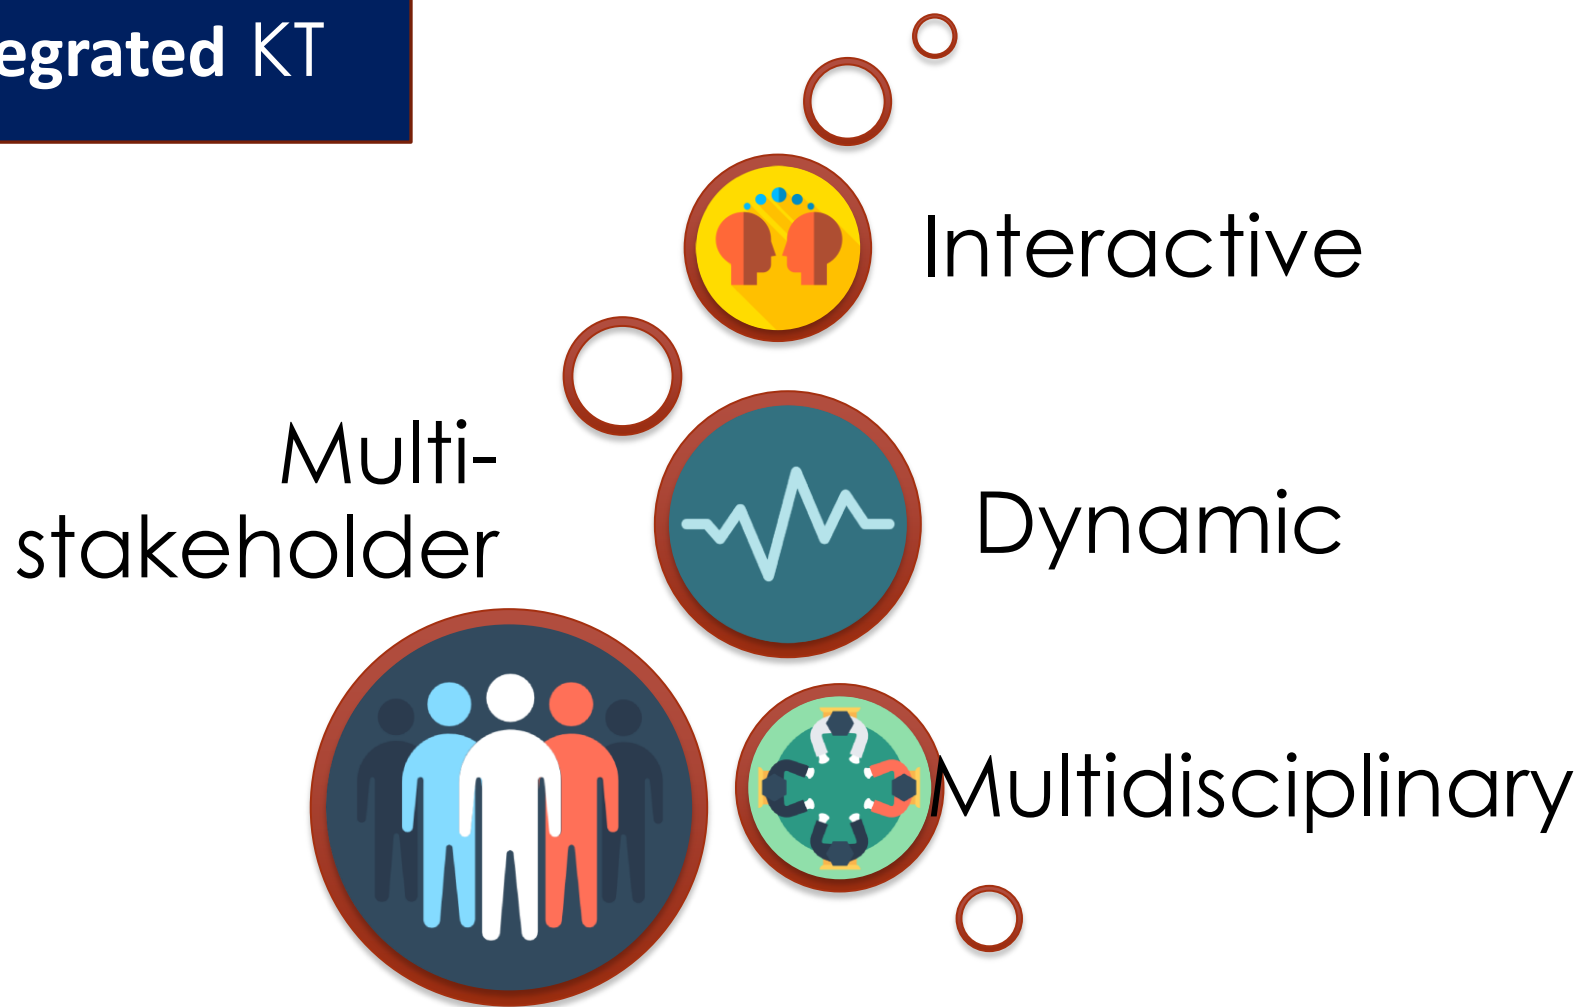 egrated KT
Interactive
Multi-
stakeholder
Dynamic
Multidisciplinary